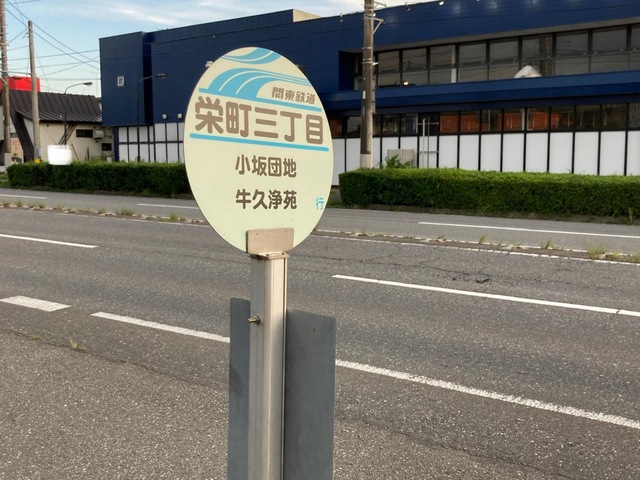 関東鉄道
栄町三丁目
小坂団地
牛久浄苑
行